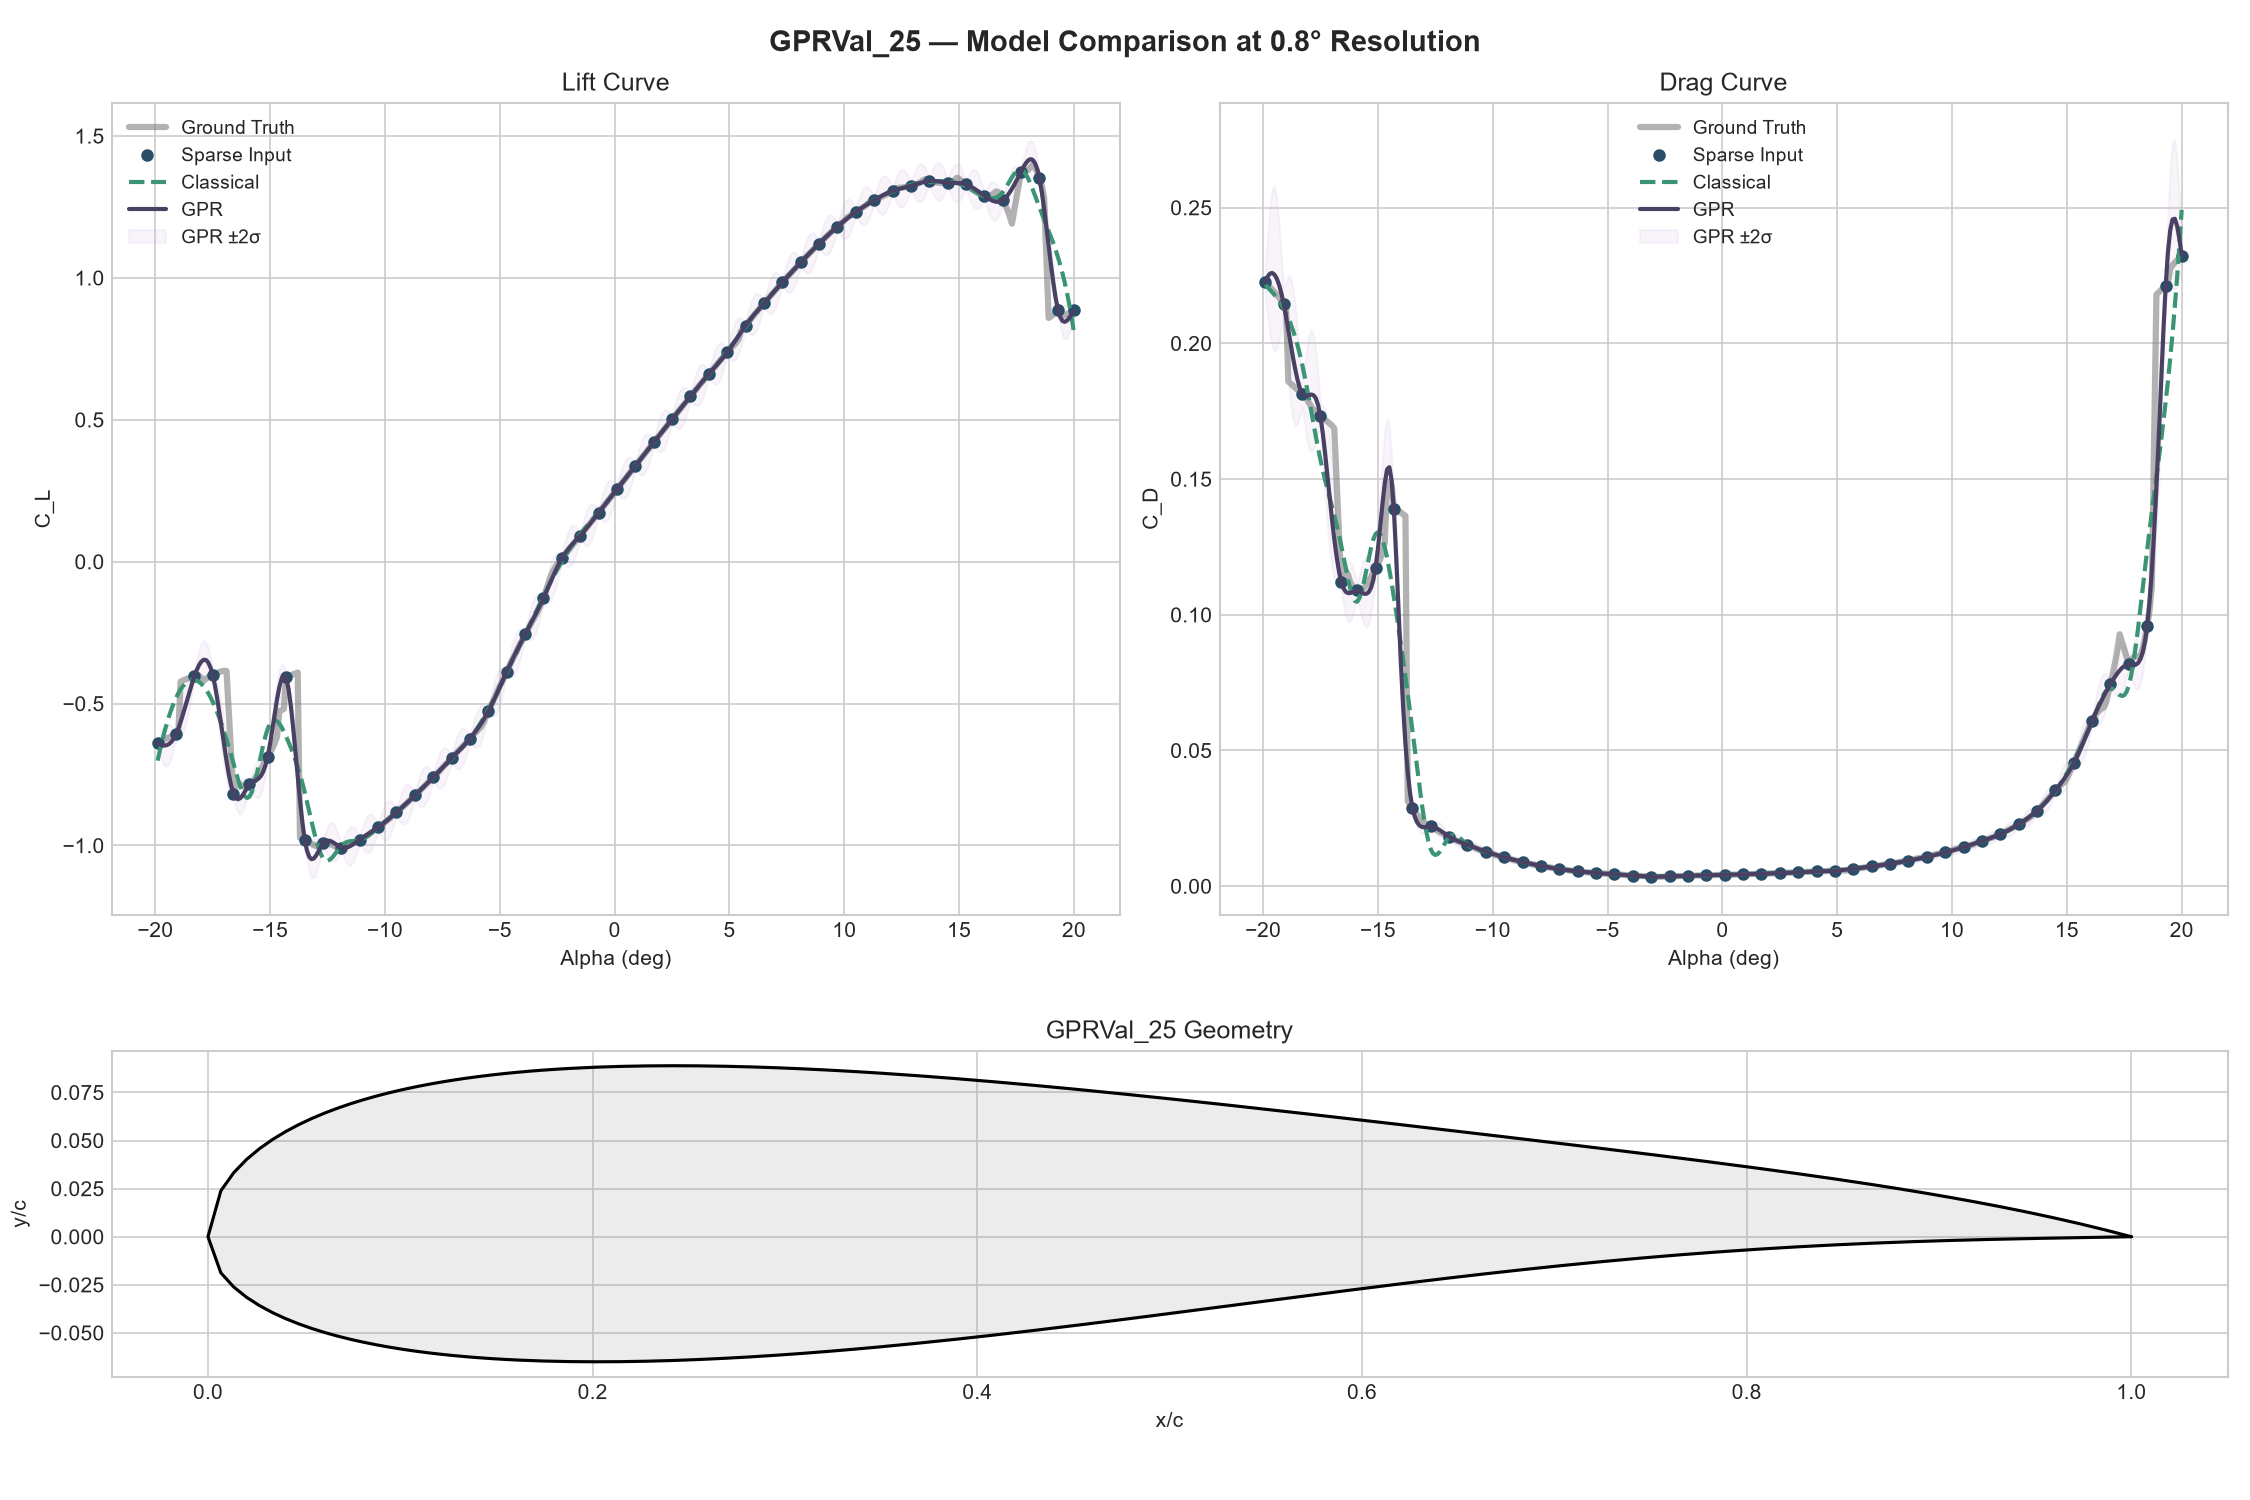 GPRVal_25 — Model Comparison at 0.8° Resolution
Lift Curve
Ground Truth
Sparse Input
Classical
GPR
GPR ±2σ
1.5
1.0
0.5
0.0
−0.5
−1.0
C_L
−20 −15 −10 −5 0 5 10 15 20
Alpha (deg)
Drag Curve
Ground Truth
Sparse Input
Classical
GPR
GPR ±2σ
0.25
0.20
0.15
0.10
0.05
0.00
C_D
−20 −15 −10 −5 0 5 10 15 20
Alpha (deg)
GPRVal_25 Geometry
0.075
0.050
0.025
0.000
−0.025
−0.050
y/c
0.0 0.2 0.4 0.6 0.8 1.0
x/c